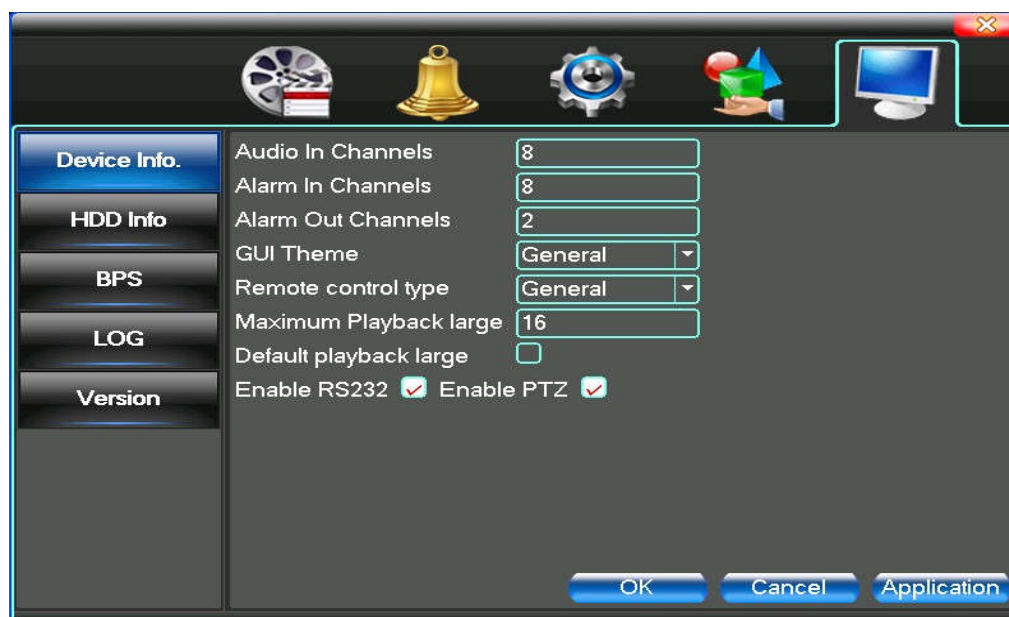 Device Info.
HDD Info
BPS
LOG
Version
Audio In Channels 8
Alarm In Channels 8
Alarm Out Channels 2
GUI Theme General
Remote control type General
Maximum Playback large 16
Default playback large
Enable RS232 Enable PTZ
OK Cancel Application